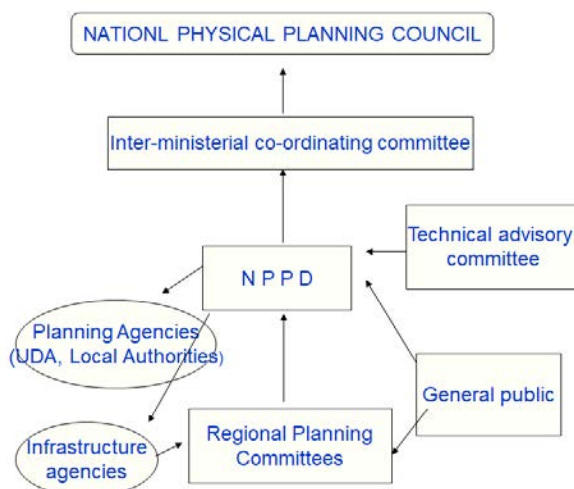 NATIONL PHYSICAL PLANNING COUNCIL
Inter-ministerial co-ordinating committee
Technical advisory
committee
N P P D
Planning Agencies
(UDA, Local Authorities)
General public
Regional Planning
Committees
Infrastructure
agencies